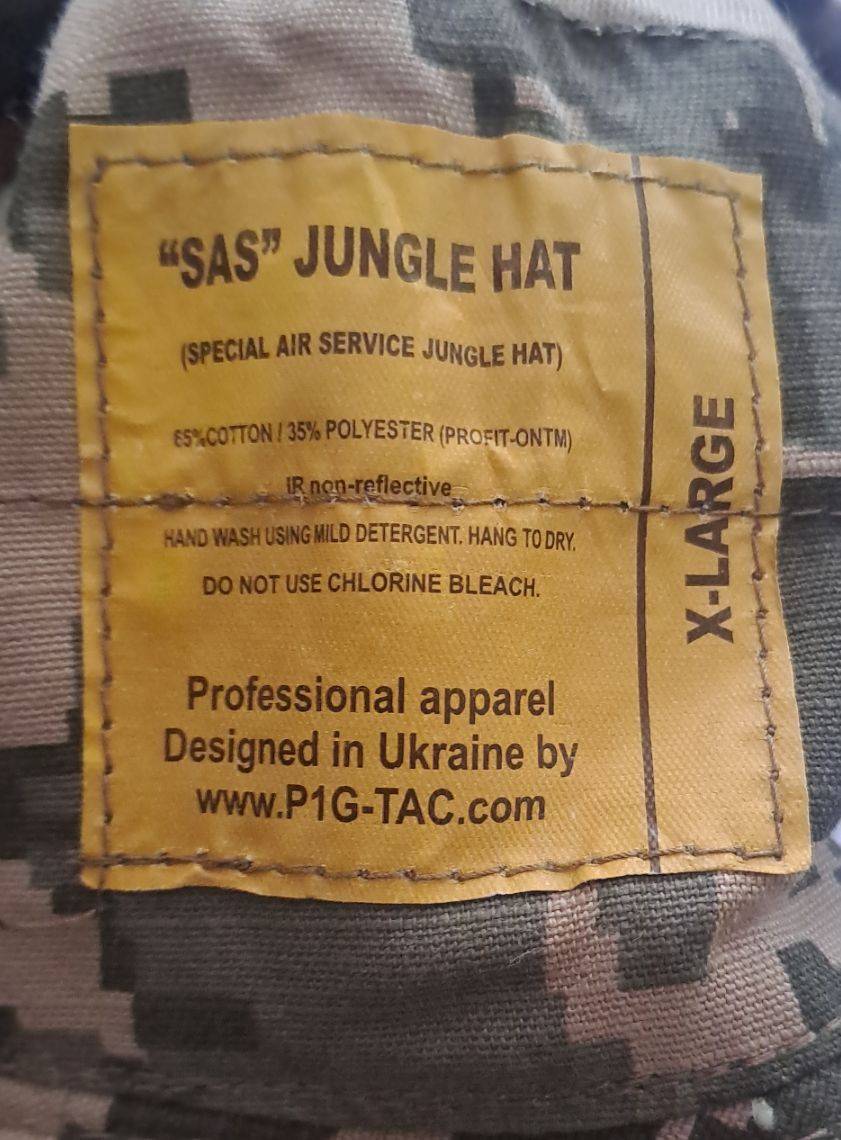 “SAS” JUNGLE HAT
(SPECIAL AIR SERVICE JUNGLE HAT)
65%COTTON / 35% POLYESTER (PROFIT-ONTM)
IR non-reflective
HAND WASH USING MILD DETERGENT. HANG TO DRY.
DO NOT USE CHLORINE BLEACH.
Professional apparel
Designed in Ukraine by
www.P1G-TAC.com
X-LARGE